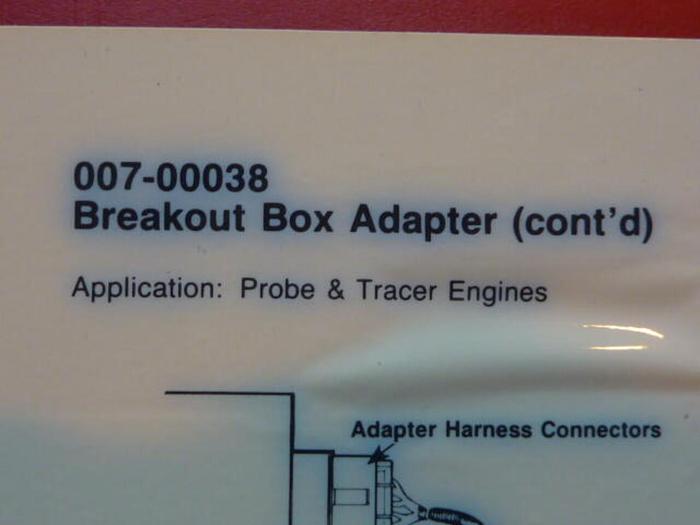 007-00038
Breakout Box Adapter (cont'd)
Application: Probe & Tracer Engines
Adapter Harness Connectors